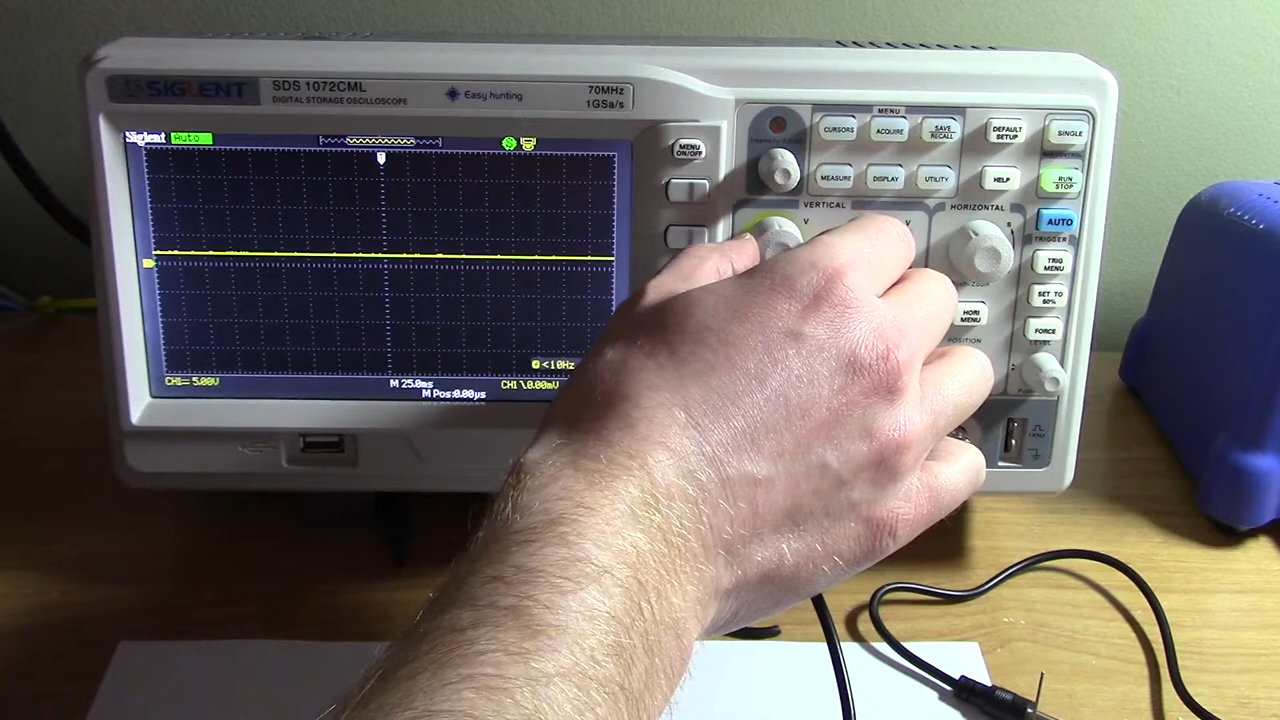 SIGLENT
SDS 1072CML
DIGITAL STORAGE OSCILLOSCOPE
Easy hunting
70MHz
1GSa/s
Siglent
Auto
T
<10Hz
CH1= 5.00V
M 25.0ms
CH1 \0.00mV
M Pos:0.00µs
MENU
ON/OFF
MENU
CURSORS
ACQUIRE
SAVE
RECALL
DEFAULT
SETUP
SINGLE
MEASURE
DISPLAY
UTILITY
HELP
RUN
STOP
VERTICAL
HORIZONTAL
V
V
S
AUTO
TRIGGER
TRIG
MENU
SET TO
50%
HORI
MENU
FORCE
POSITION
LEVEL
1KHz